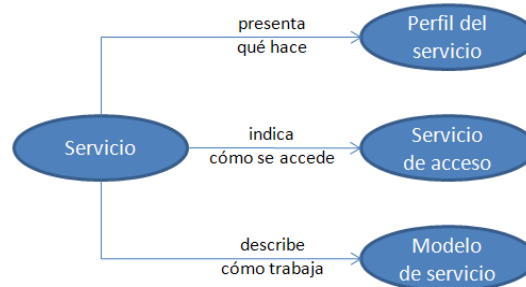 presenta
qué hace
Perfil del
servicio
Servicio
indica
cómo se accede
Servicio
de acceso
describe
cómo trabaja
Modelo
de servicio